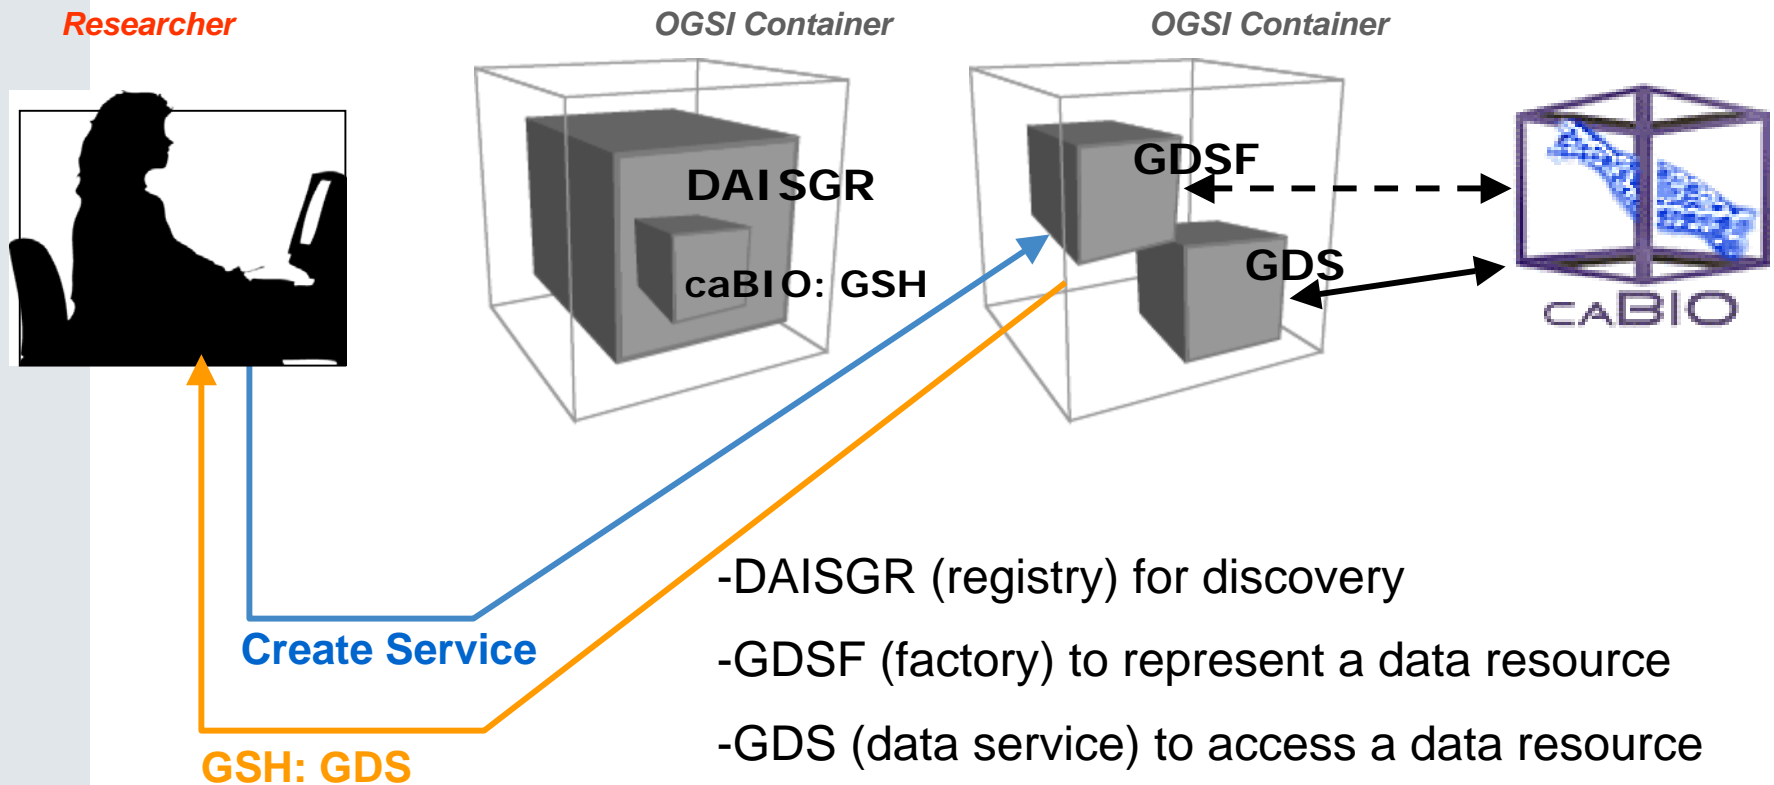 Researcher
OGSI Container
OGSI Container
DAISGR
caBIO: GSH
GDSF
GDS
caBIO
Create Service
GSH: GDS
-DAISGR (registry) for discovery
-GDSF (factory) to represent a data resource
-GDS (data service) to access a data resource